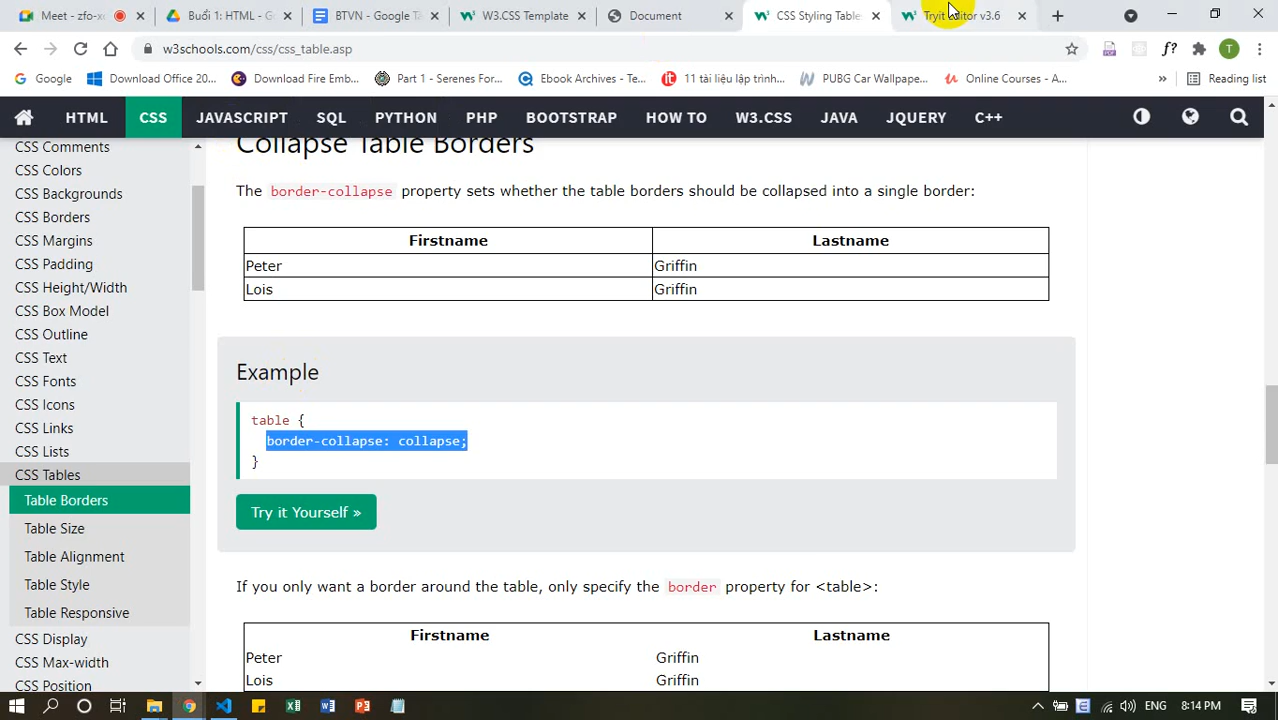 Meet - zfo-xo
Buổi 1: HTML - G
BTVN - Google T
W3.CSS Template
Document
CSS Styling Table
Tryit Editor v3.6
w3schools.com/css/css_table.asp
f?
T
Google
Download Office 20...
Download Fire Emb...
Part 1 - Serenes For...
Ebook Archives - Te...
11 tài liệu lập trình...
PUBG Car Wallpape...
Online Courses - A...
»
Reading list
HTML
CSS
JAVASCRIPT
SQL
PYTHON
PHP
BOOTSTRAP
HOW TO
W3.CSS
JAVA
JQUERY
C++
CSS Comments
CSS Colors
CSS Backgrounds
CSS Borders
CSS Margins
CSS Padding
CSS Height/Width
CSS Box Model
CSS Outline
CSS Text
CSS Fonts
CSS Icons
CSS Links
CSS Lists
CSS Tables
Table Borders
Table Size
Table Alignment
Table Style
Table Responsive
CSS Display
CSS Max-width
CSS Position
Collapse Table Borders
The border-collapse property sets whether the table borders should be collapsed into a single border:
Firstname Lastname
Peter Griffin
Lois Griffin
Example
table {
border-collapse: collapse;
}
Try it Yourself »
If you only want a border around the table, only specify the border property for <table>:
Firstname Lastname
Peter Griffin
Lois Griffin
ENG
8:14 PM